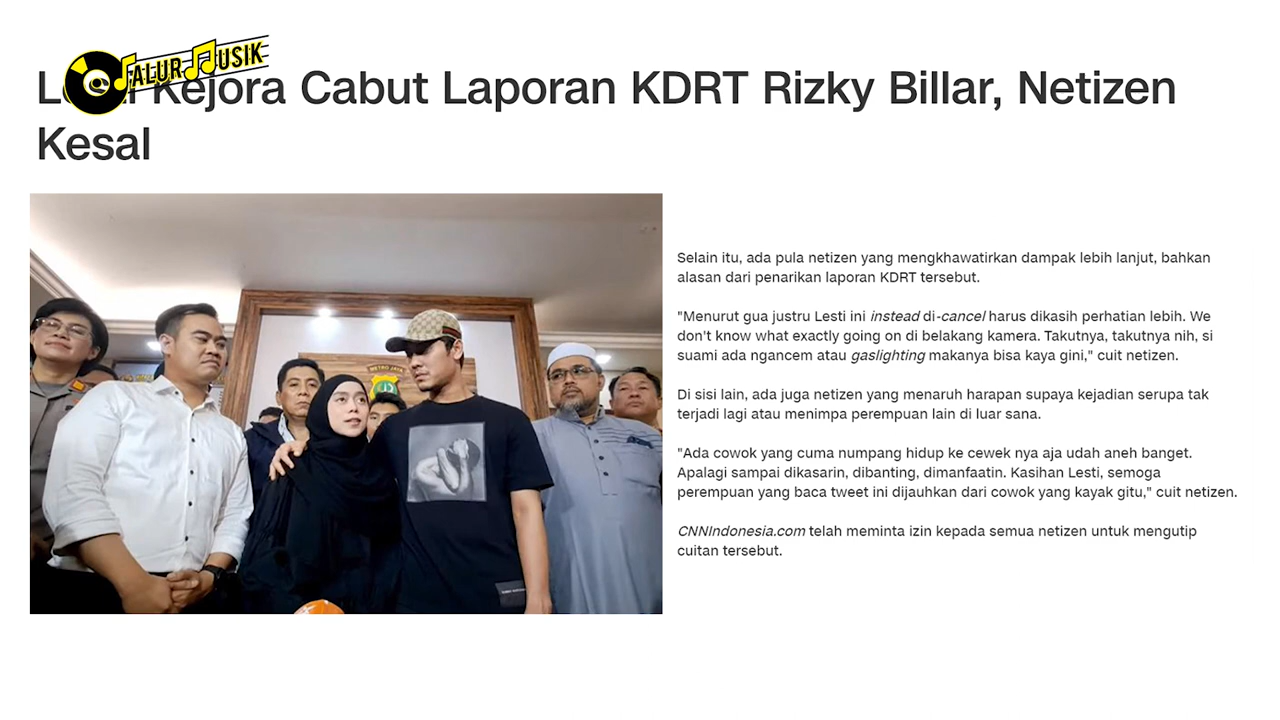 JALUR MUSIK
Kejora Cabut Laporan KDRT Rizky Billar, Netizen
Kesal
METRO JAYA
Selain itu, ada pula netizen yang mengkhawatirkan dampak lebih lanjut, bahkan
alasan dari penarikan laporan KDRT tersebut.
"Menurut gua justru Lesti ini instead di-cancel harus dikasih perhatian lebih. We
don't know what exactly going on di belakang kamera. Takutnya, takutnya nih, si
suami ada ngancem atau gaslighting makanya bisa kaya gini," cuit netizen.
Di sisi lain, ada juga netizen yang menaruh harapan supaya kejadian serupa tak
terjadi lagi atau menimpa perempuan lain di luar sana.
"Ada cowok yang cuma numpang hidup ke cewek nya aja udah aneh banget.
Apalagi sampai dikasarin, dibanting, dimanfaatin. Kasihan Lesti, semoga
perempuan yang baca tweet ini dijauhkan dari cowok yang kayak gitu," cuit netizen.
CNNIndonesia.com telah meminta izin kepada semua netizen untuk mengutip
cuitan tersebut.